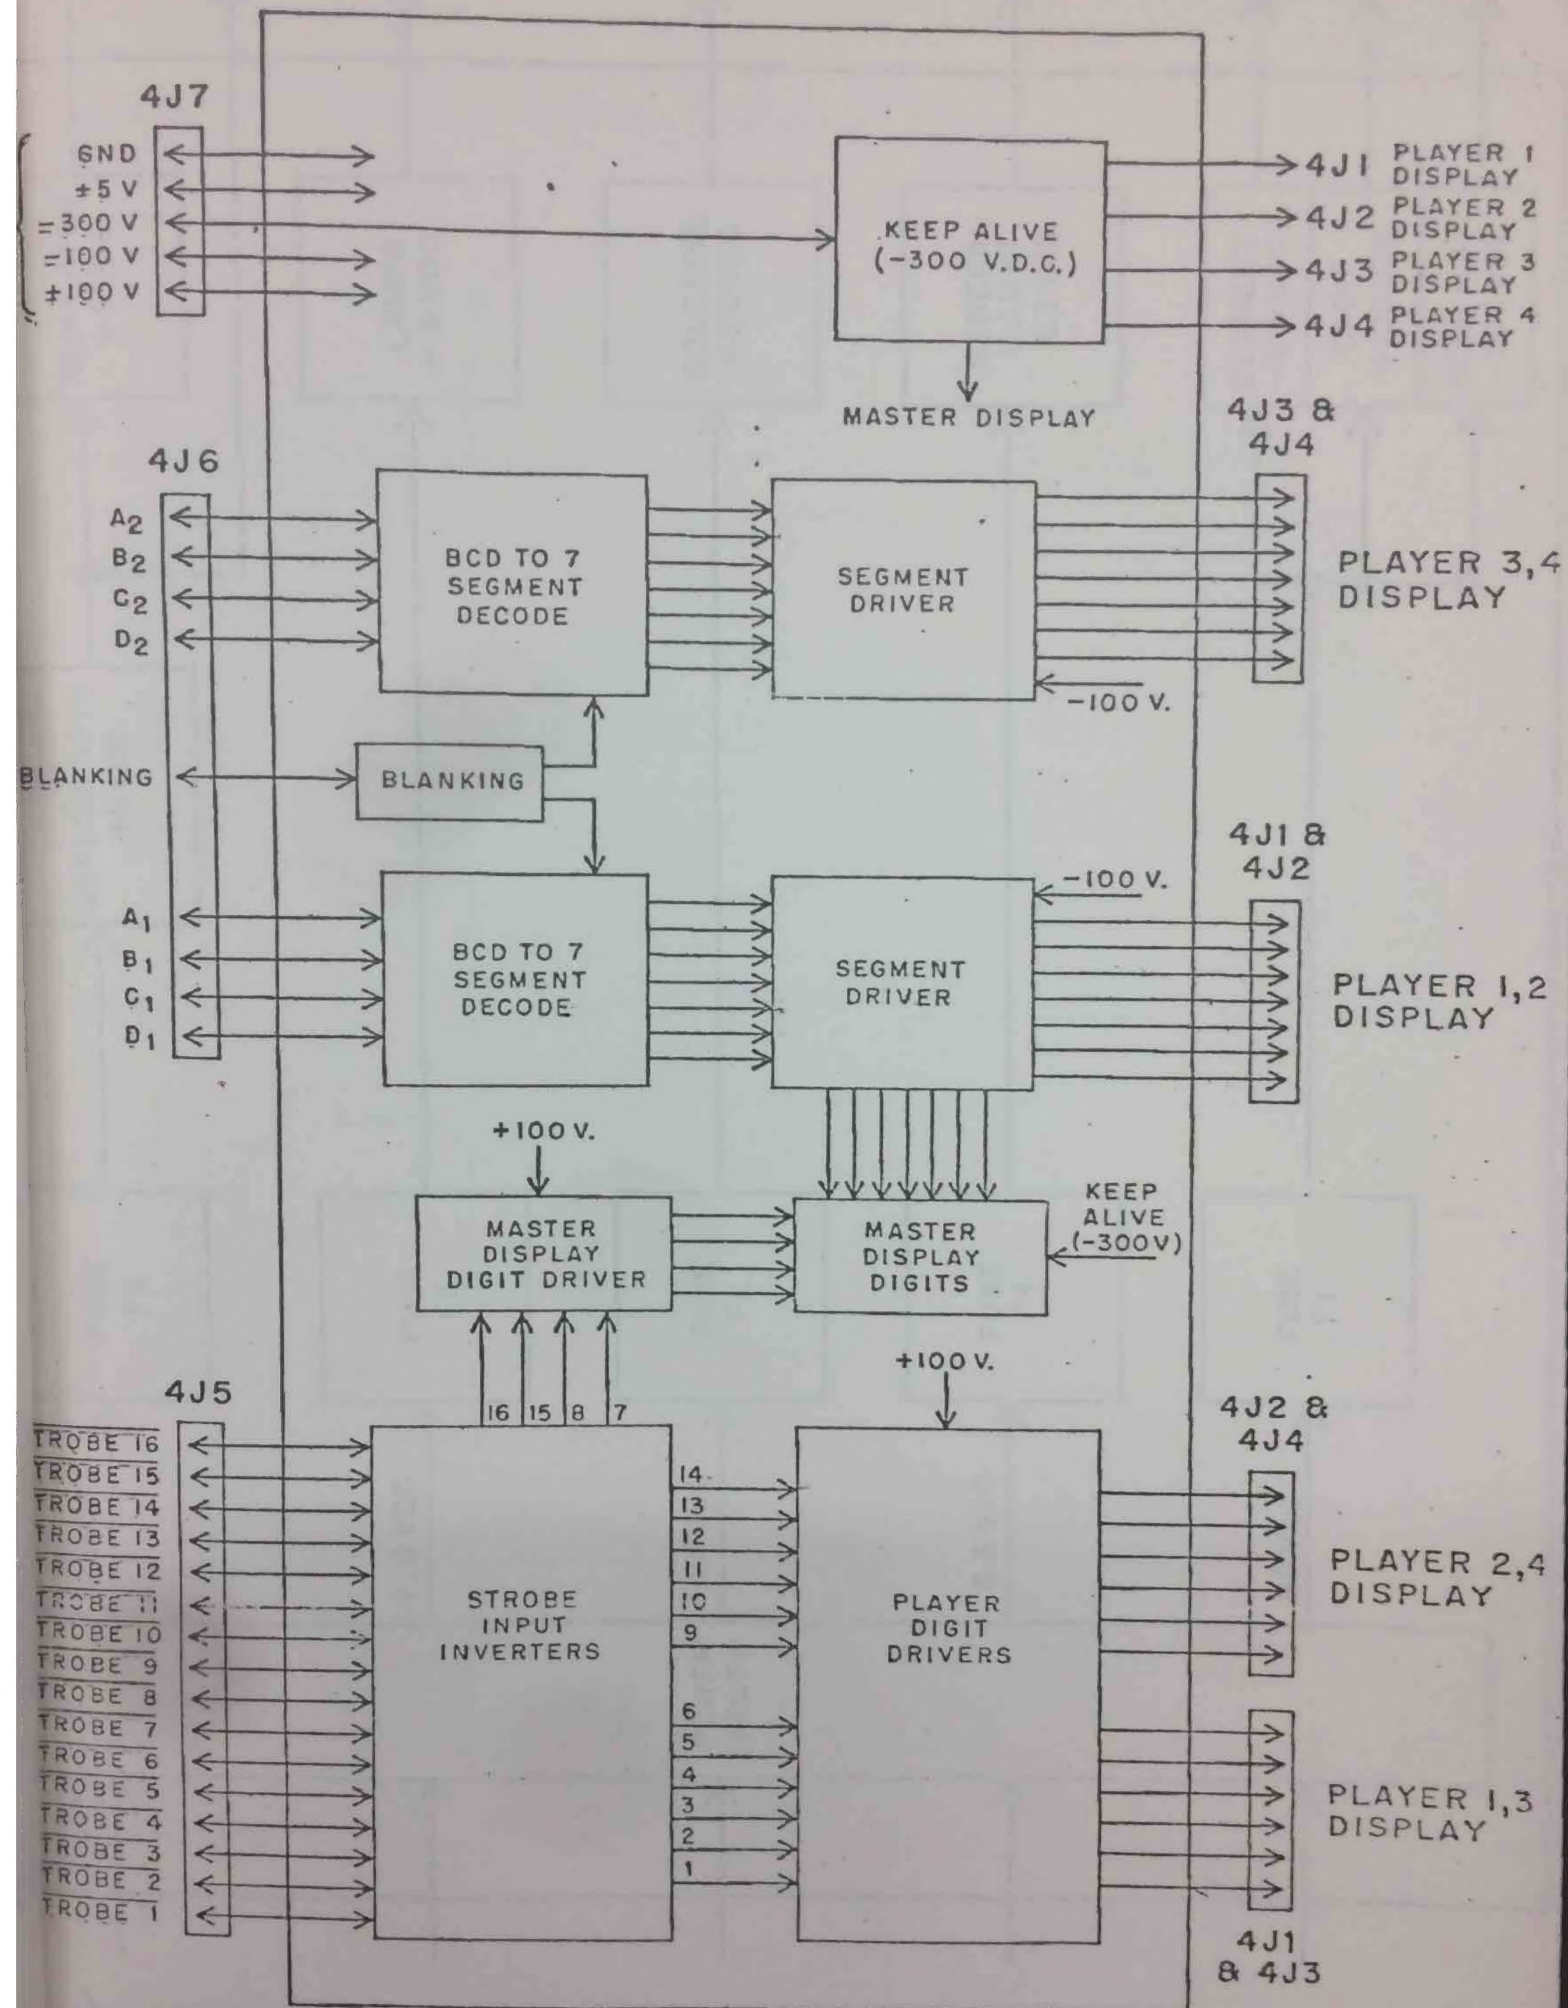 4J7
GND
±5 V
=300 V
=100 V
±100 V
KEEP ALIVE
(-300 V.D.C.)
4J1 PLAYER 1
DISPLAY
4J2 PLAYER 2
DISPLAY
4J3 PLAYER 3
DISPLAY
4J4 PLAYER 4
DISPLAY
MASTER DISPLAY
4J3 &
4J4
4J6
A2
B2
C2
D2
BCD TO 7
SEGMENT
DECODE
SEGMENT
DRIVER
PLAYER 3,4
DISPLAY
-100 V.
BLANKING
BLANKING
4J1 &
4J2
-100 V.
A1
B1
C1
D1
BCD TO 7
SEGMENT
DECODE
SEGMENT
DRIVER
PLAYER 1,2
DISPLAY
+100 V.
MASTER
DISPLAY
DIGIT DRIVER
MASTER
DISPLAY
DIGITS
KEEP
ALIVE
(-300V)
+100 V.
4J5
16 15 8 7
4J2 &
4J4
TROBE 16
TROBE 15
TROBE 14
TROBE 13
TROBE 12
TROBE 11
TROBE 10
TROBE 9
TROBE 8
TROBE 7
TROBE 6
TROBE 5
TROBE 4
TROBE 3
TROBE 2
TROBE 1
STROBE
INPUT
INVERTERS
14
13
12
11
10
9
6
5
4
3
2
1
PLAYER
DIGIT
DRIVERS
PLAYER 2,4
DISPLAY
PLAYER 1,3
DISPLAY
4J1
& 4J3